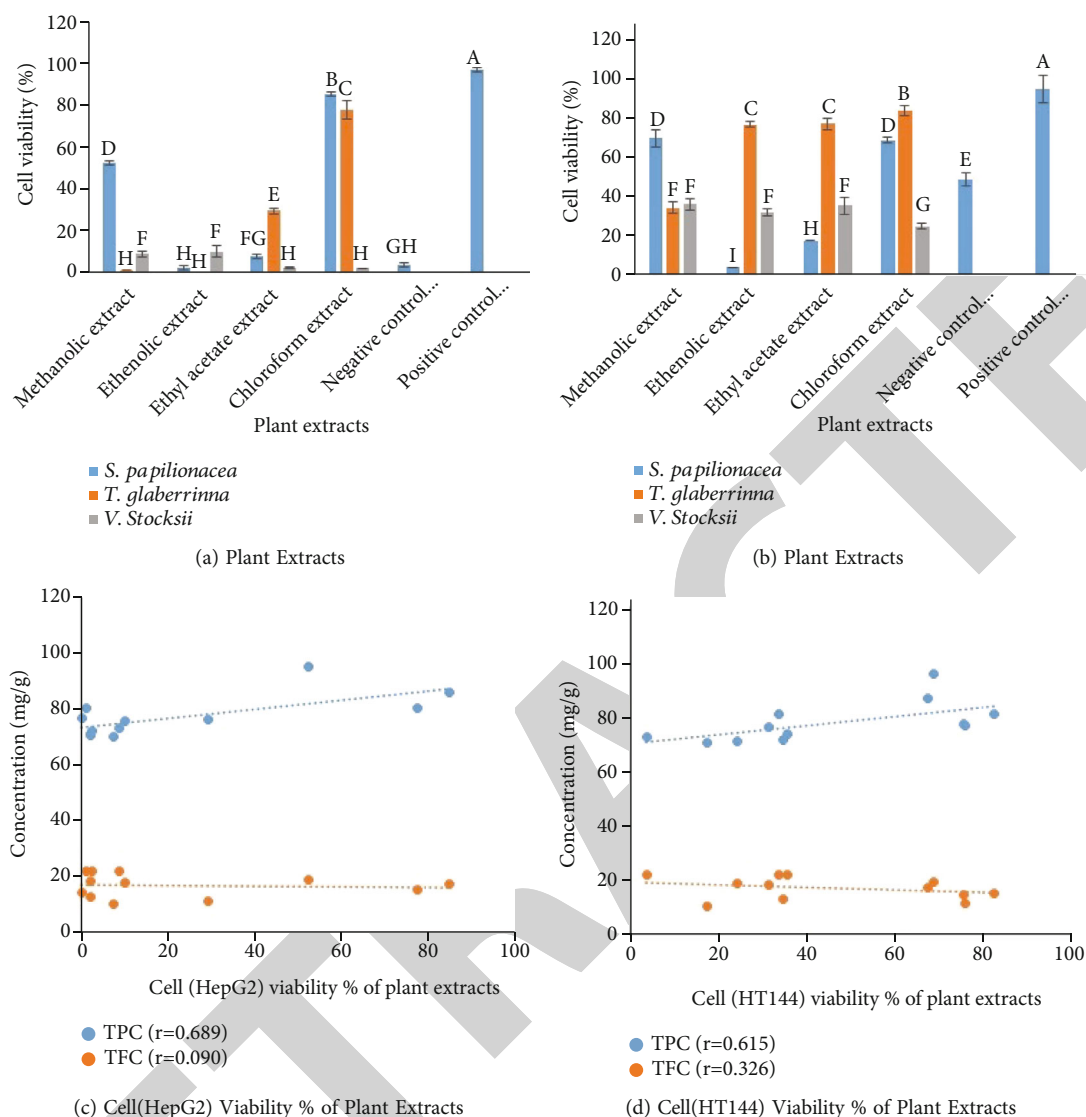 120
100
80
60
40
20
0
Cell viability (%)
D
H
F
H
H
F
FG
E
H
B
C
H
GH
A
Methanolic extract
Ethenolic extract
Ethyl acetate extract
Chloroform extract
Negative control...
Positive control...
Plant extracts
S. papilionacea
T. glaberrinna
V. Stocksii
(a) Plant Extracts
120
100
80
60
40
20
0
Cell viability (%)
D
F
F
I
C
F
H
C
F
D
B
G
E
A
Methanolic extract
Ethenolic extract
Ethyl acetate extract
Chloroform extract
Negative control...
Positive control...
Plant extracts
S. papilionacea
T. glaberrinna
V. Stocksii
(b) Plant Extracts
120
100
80
60
40
20
0
Concentration (mg/g)
0 20 40 60 80 100
Cell (HepG2) viability % of plant extracts
TPC (r=0.689)
TFC (r=0.090)
(c) Cell(HepG2) Viability % of Plant Extracts
120
100
80
60
40
20
0
Concentration (mg/g)
0 20 40 60 80 100
Cell (HT144) viability % of plant extracts
TPC (r=0.615)
TFC (r=0.326)
(d) Cell(HT144) Viability % of Plant Extracts